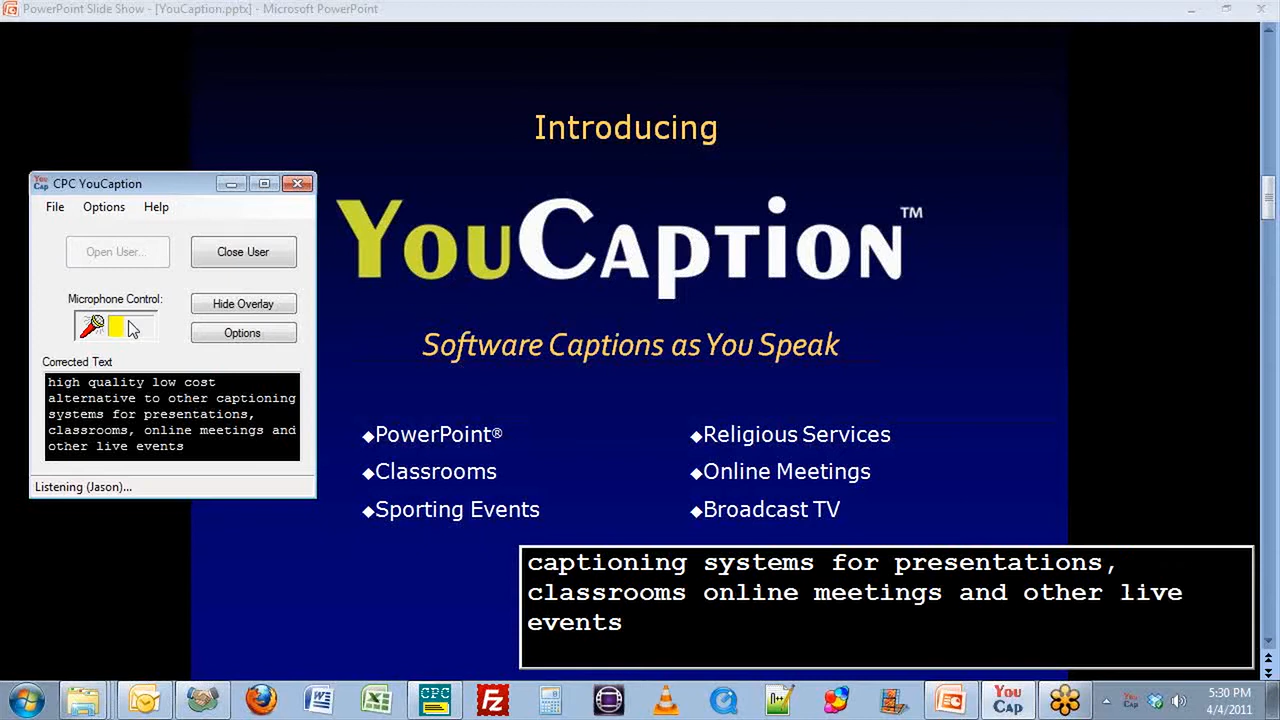 PowerPoint Slide Show - [YouCaption.pptx] - Microsoft PowerPoint
Introducing
YouCaption™
Software Captions as You Speak
◆PowerPoint®
◆Classrooms
◆Sporting Events
◆Religious Services
◆Online Meetings
◆Broadcast TV
You Cap CPC YouCaption
File Options Help
Open User... Close User
Microphone Control: Hide Overlay
Options
Corrected Text
high quality low cost
alternative to other captioning
systems for presentations,
classrooms, online meetings and
other live events
Listening (Jason)...
captioning systems for presentations,
classrooms online meetings and other live
events
CPC
FZ
A++
You
Cap
5:30 PM
4/4/2011